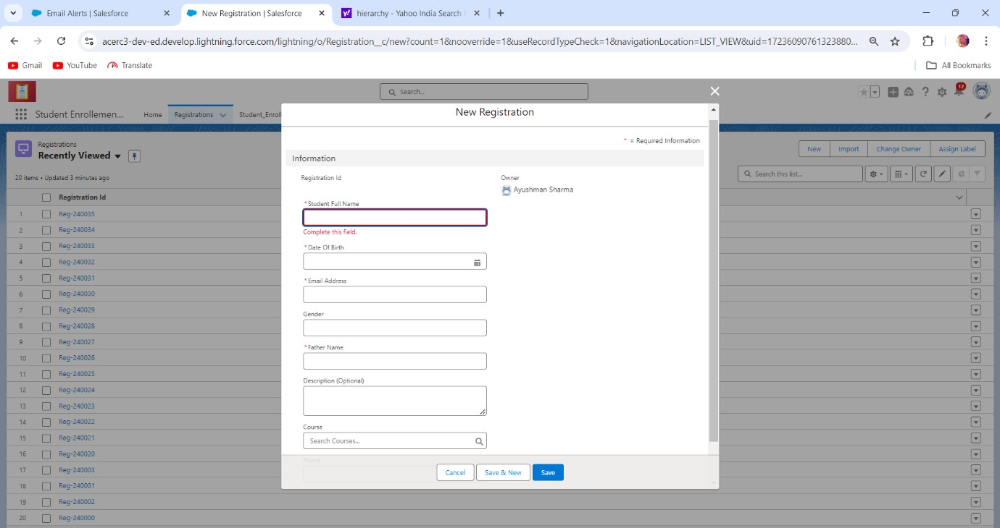 Email Alerts | Salesforce
New Registration | Salesforce
hierarchy - Yahoo India Search
acerc3-dev-ed.develop.lightning.force.com/lightning/o/Registration__c/new?count=1&nooverride=1&useRecordTypeCheck=1&navigationLocation=LIST_VIEW&uid=17236090761323880...
Gmail YouTube Translate All Bookmarks
Search... 12
Student Enrollemen... Home Registrations Student_Enroll
New Registration
* = Required Information
Information
Registration Id
Owner
Ayushman Sharma
*Student Full Name
Complete this field.
*Date Of Birth
*Email Address
Gender
*Father Name
Description (Optional)
Course
Search Courses...
Phone
Cancel Save & New Save
Registrations
Recently Viewed
New Import Change Owner Assign Label
20 items • Updated 3 minutes ago
Search this list...
Registration Id
1 Reg-240035
2 Reg-240034
3 Reg-240033
4 Reg-240032
5 Reg-240031
6 Reg-240030
7 Reg-240029
8 Reg-240028
9 Reg-240027
10 Reg-240026
11 Reg-240025
12 Reg-240024
13 Reg-240023
14 Reg-240022
15 Reg-240021
16 Reg-240020
17 Reg-240003
18 Reg-240001
19 Reg-240002
20 Reg-240000